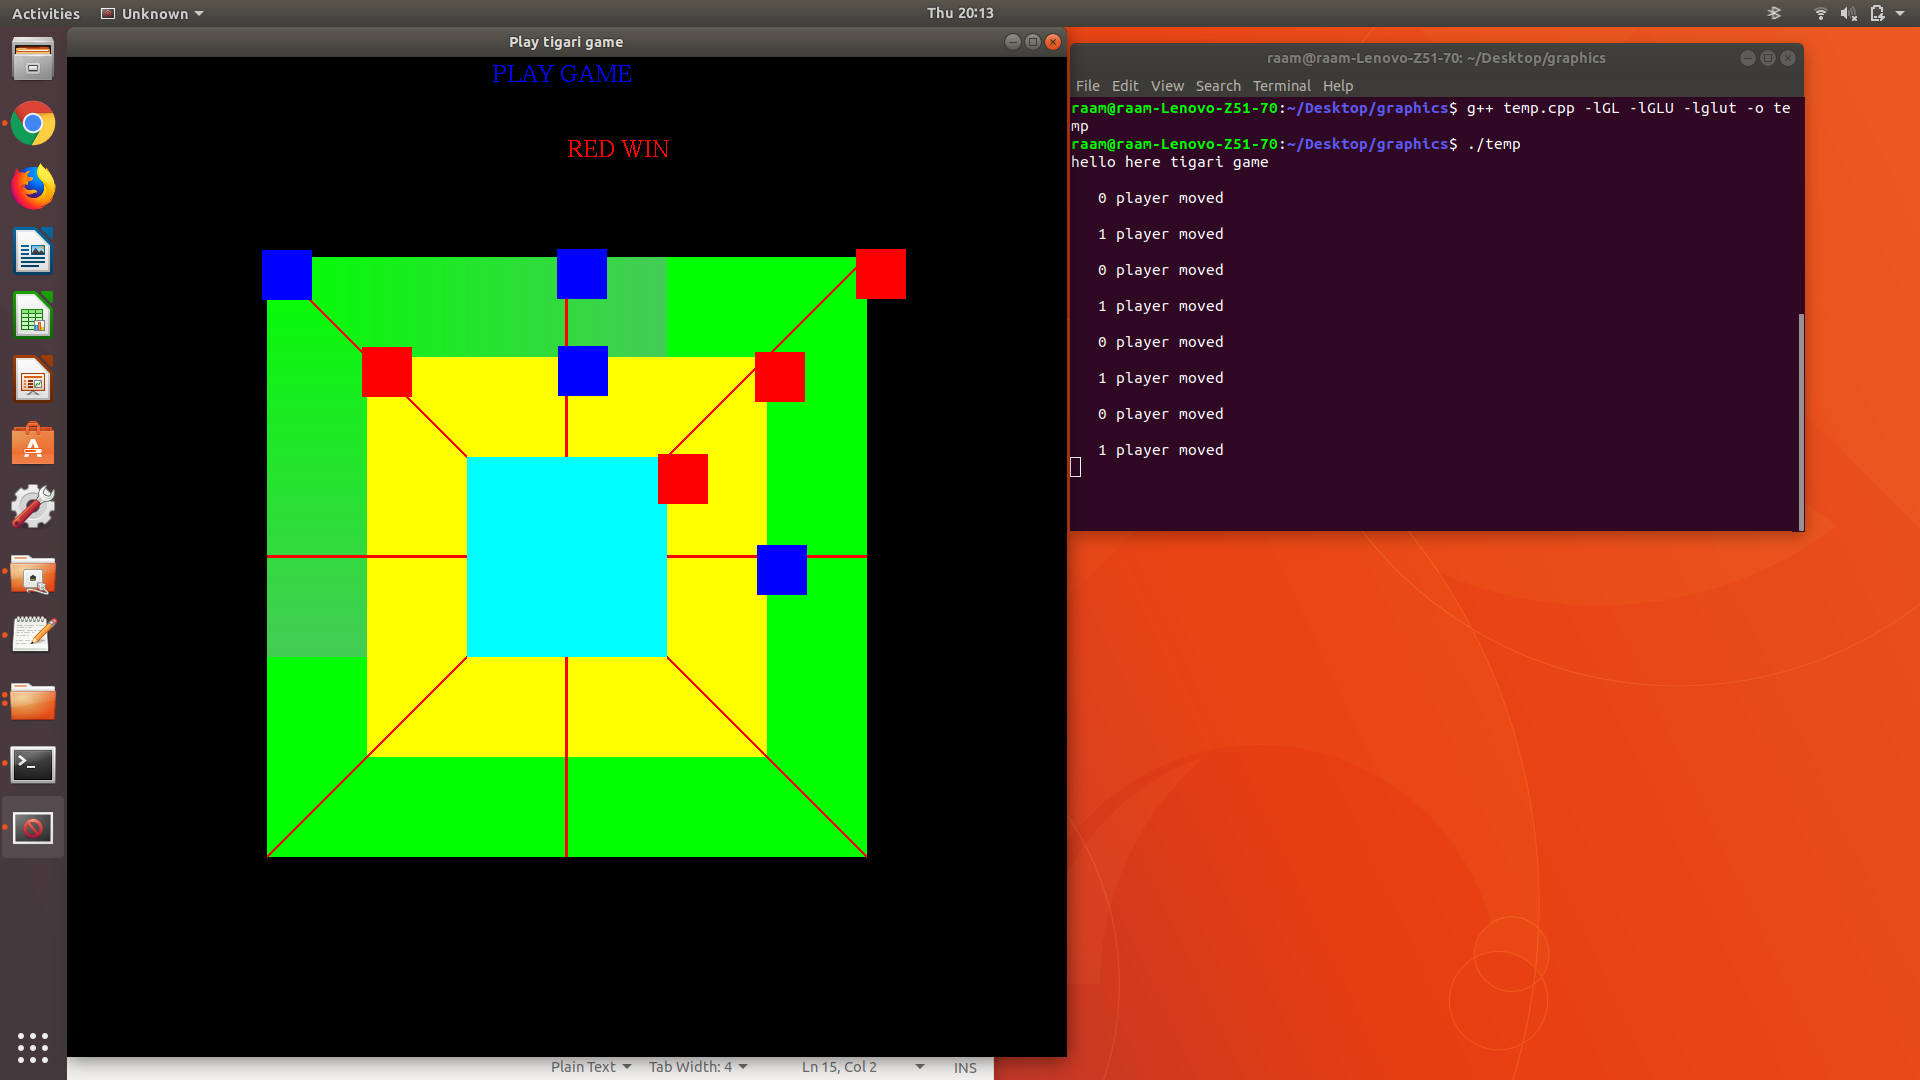 Activities
Unknown
Thu 20:13
Play tigari game
PLAY GAME
RED WIN
raam@raam-Lenovo-Z51-70: ~/Desktop/graphics
File Edit View Search Terminal Help
raam@raam-Lenovo-Z51-70:~/Desktop/graphics$ g++ temp.cpp -lGL -lGLU -lglut -o te
mp
raam@raam-Lenovo-Z51-70:~/Desktop/graphics$ ./temp
hello here tigari game
0 player moved
1 player moved
0 player moved
1 player moved
0 player moved
1 player moved
0 player moved
1 player moved
Plain Text Tab Width: 4 Ln 15, Col 2 INS